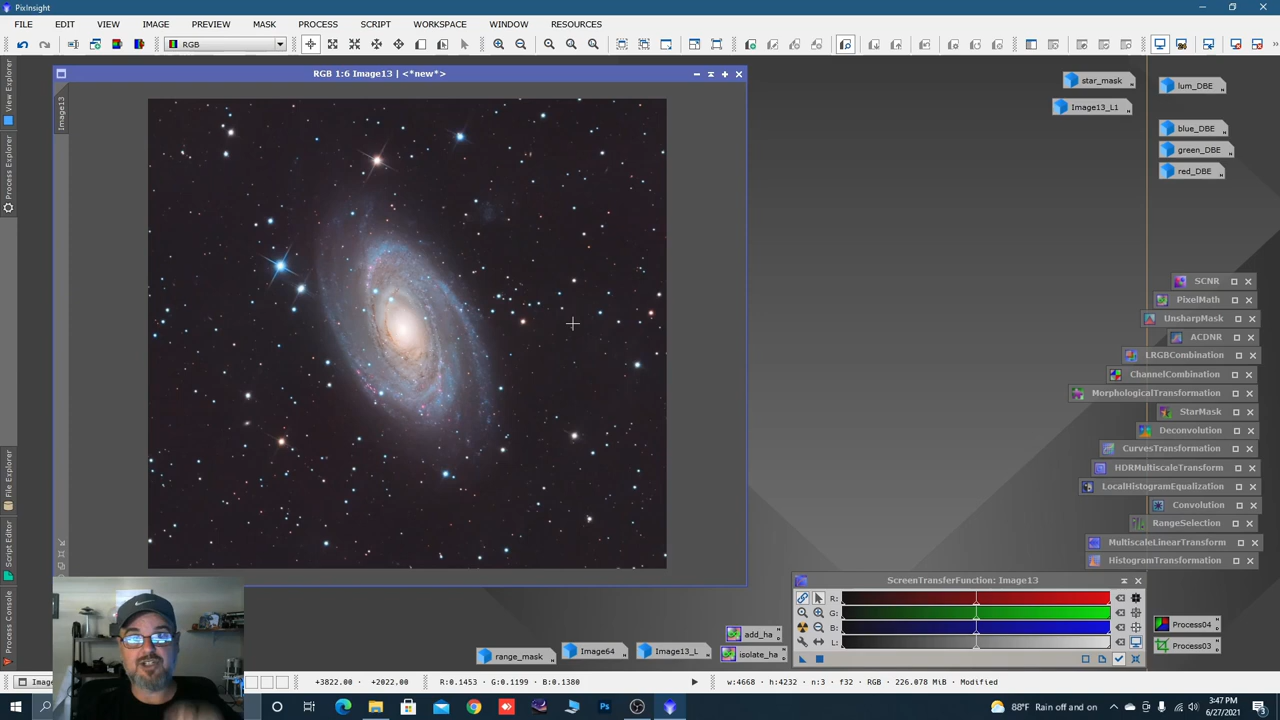 PixInsight
FILE EDIT VIEW IMAGE PREVIEW MASK PROCESS SCRIPT WORKSPACE WINDOW RESOURCES
RGB
RGB 1:6 Image13 | <*new*>
Image13
View Explorer
Process Explorer
File Explorer
Script Editor
Process Console
star_mask
Image13_L1
lum_DBE
blue_DBE
green_DBE
red_DBE
SCNR
PixelMath
UnsharpMask
ACDNR
LRGBCombination
ChannelCombination
MorphologicalTransformation
StarMask
Deconvolution
CurvesTransformation
HDRMultiscaleTransform
LocalHistogramEqualization
Convolution
RangeSelection
MultiscaleLinearTransform
HistogramTransformation
ScreenTransferFunction: Image13
R:
G:
B:
L:
Process04
Process03
add_ha
isolate_ha
range_mask
Image64
Image13_L
+3822.00 +2022.00 R:0.1453 G:0.1199 B:0.1380 w:4668 · h:4232 · n:3 · f32 · RGB · 226.078 MiB · Modified
88°F Rain off and on
3:47 PM
6/27/2021